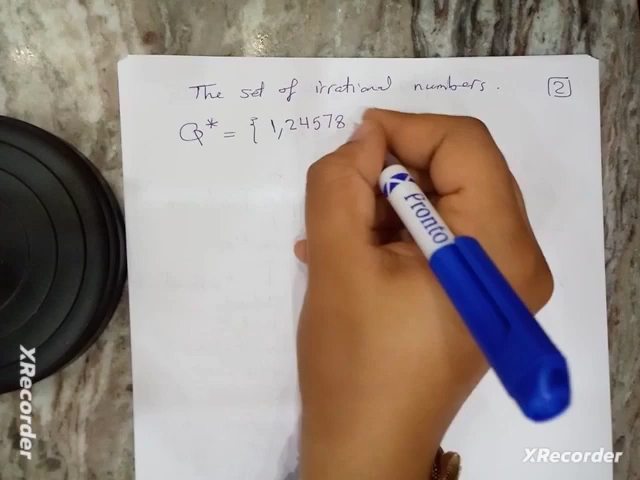 The set of irrational numbers. 2
Q* = { 1,24578
Pronto
XRecorder
XRecorder